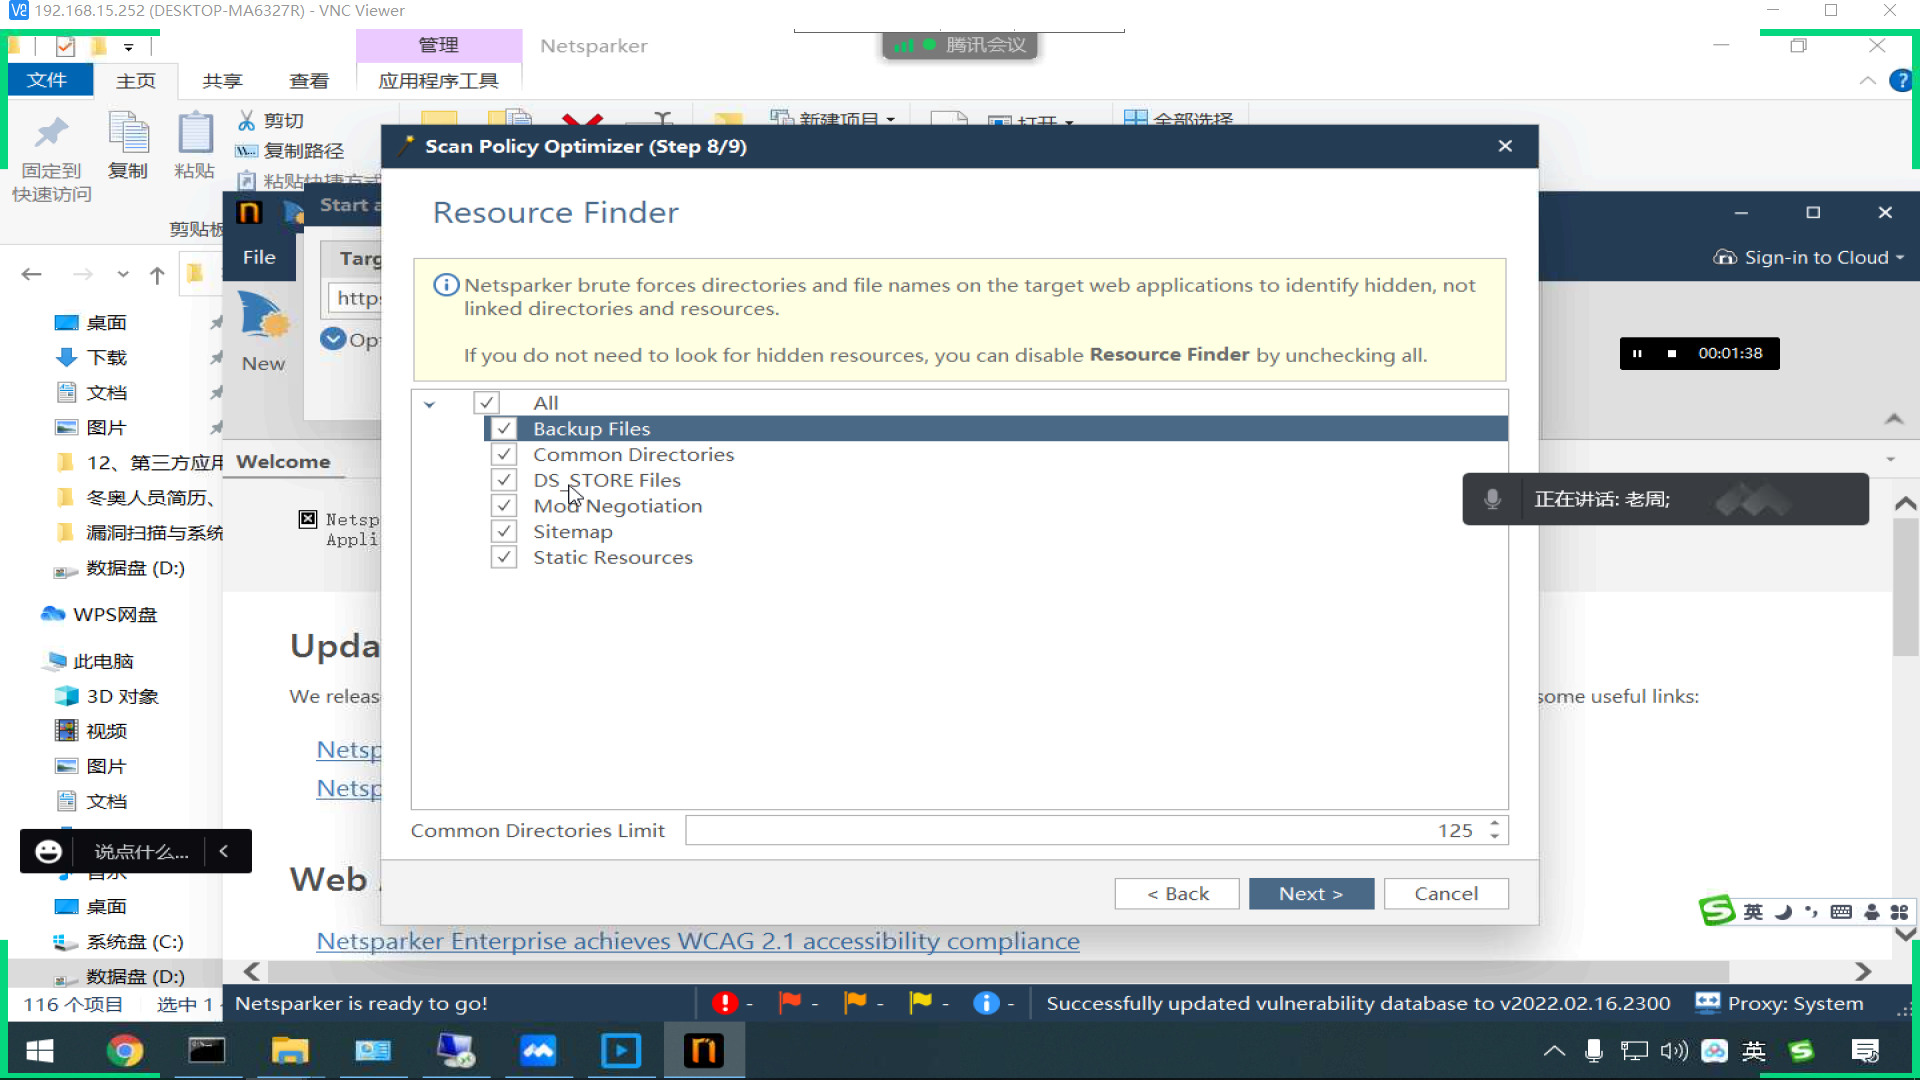 192.168.15.252 (DESKTOP-MA6327R) - VNC Viewer
管理
Netsparker
腾讯会议
文件
主页
共享
查看
应用程序工具
固定到
快速访问
复制
粘贴
剪切
复制路径
粘贴快捷方式
剪贴板
新建项目
打开
全部选择
Scan Policy Optimizer (Step 8/9)
Start a
File
Targ
http
Opt
New
Sign-in to Cloud
Resource Finder
Netsparker brute forces directories and file names on the target web applications to identify hidden, not
linked directories and resources.
If you do not need to look for hidden resources, you can disable Resource Finder by unchecking all.
All
Backup Files
Common Directories
DS_STORE Files
Mod Negotiation
Sitemap
Static Resources
Common Directories Limit
125
< Back
Next >
Cancel
00:01:38
正在讲话: 老周;
Welcome
Netsp
Appli
Upda
We releas
some useful links:
Netsp
Netsp
Web
Netsparker Enterprise achieves WCAG 2.1 accessibility compliance
桌面
下载
文档
图片
12、第三方应用
冬奥人员简历、
漏洞扫描与系统
数据盘 (D:)
WPS网盘
此电脑
3D 对象
视频
图片
文档
说点什么...
音乐
桌面
系统盘 (C:)
数据盘 (D:)
116 个项目
选中 1
英
Netsparker is ready to go!
- - - - -
Successfully updated vulnerability database to v2022.02.16.2300
Proxy: System
英